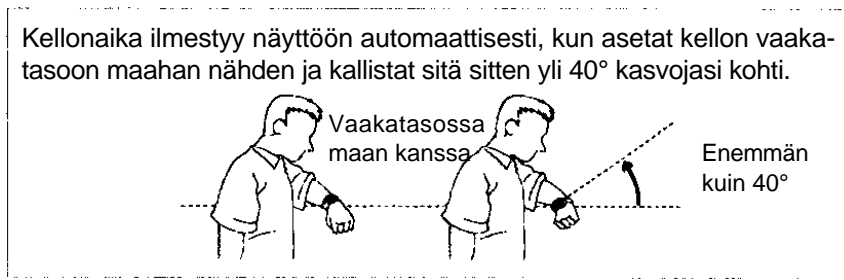 Kellonaika ilmestyy näyttöön automaattisesti, kun asetat kellon vaaka-
tasoon maahan nähden ja kallistat sitä sitten yli 40° kasvojasi kohti.
Vaakatasossa
maan kanssa
Enemmän
kuin 40°